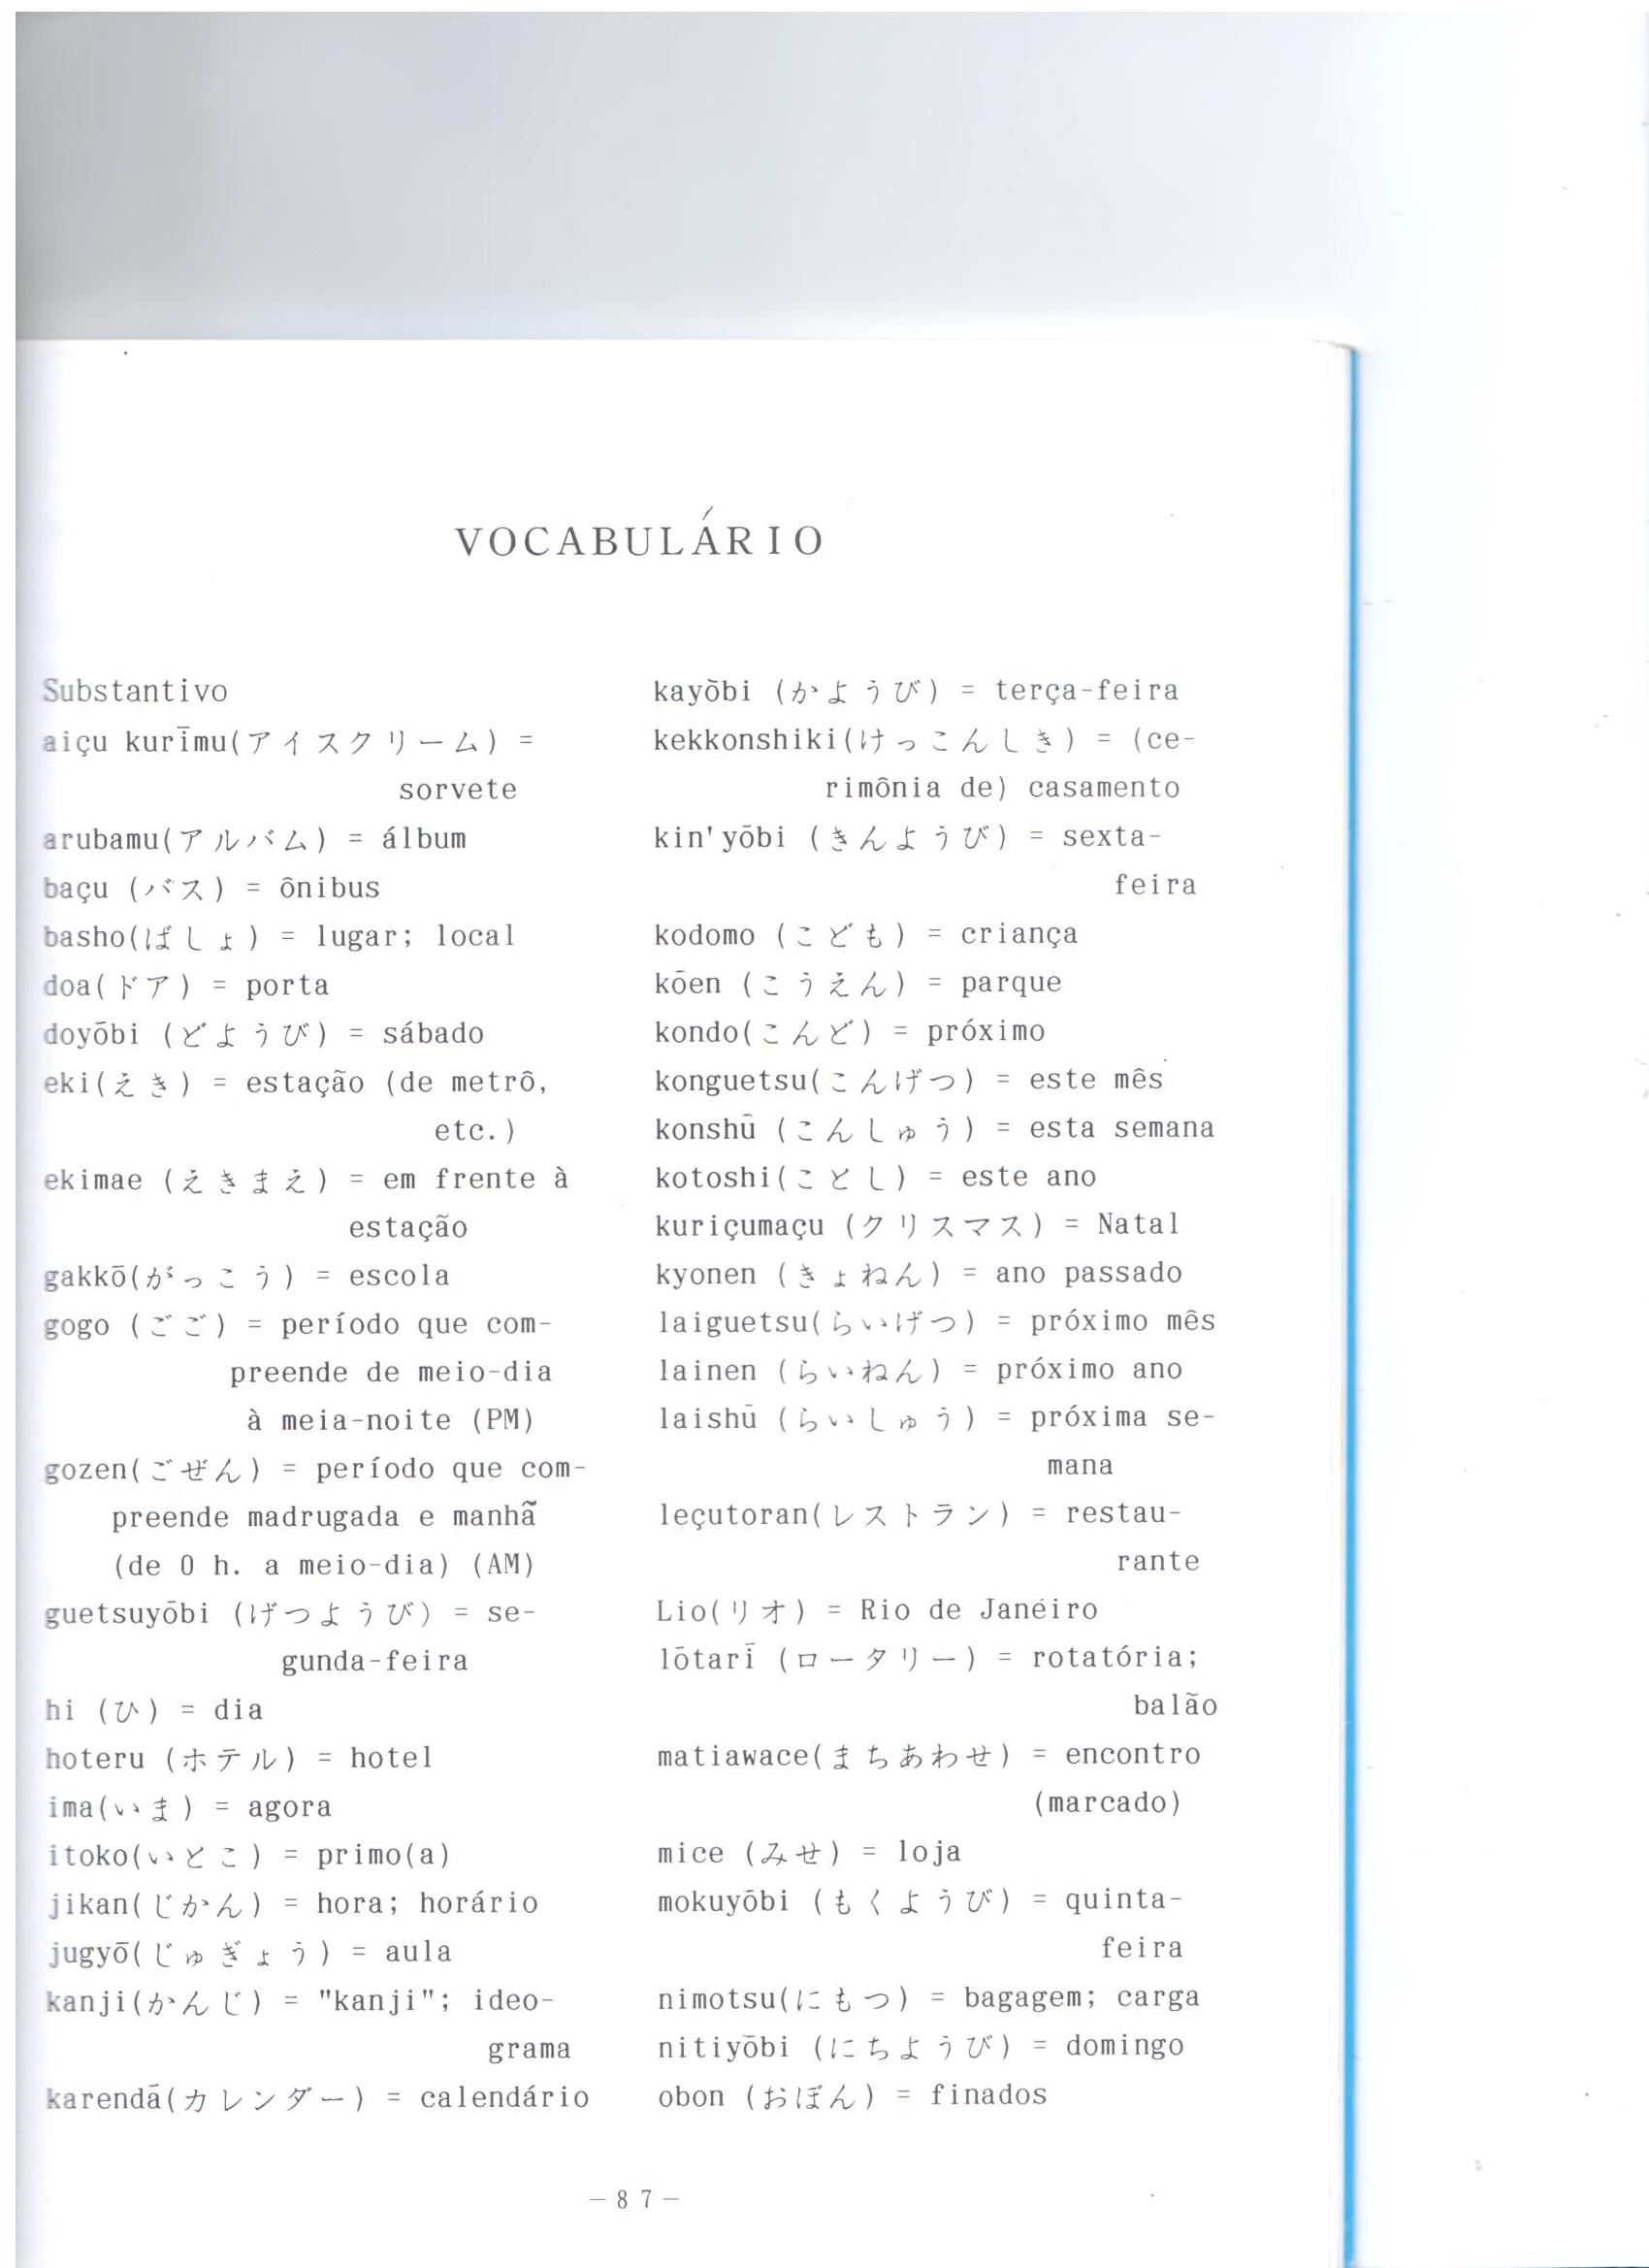 VOCABULÁRIO
Substantivo
aiçu kurīmu(アイスクリーム) =
sorvete
arubamu(アルバム) = álbum
baçu (バス) = ônibus
basho(ばしょ) = lugar; local
doa(ドア) = porta
doyōbi (どようび) = sábado
eki(えき) = estação (de metrô,
etc.)
ekimae (えきまえ) = em frente à
estação
gakkō(がっこう) = escola
gogo (ごご) = período que com-
preende de meio-dia
à meia-noite (PM)
gozen(ごぜん) = período que com-
preende madrugada e manhã
(de 0 h. a meio-dia) (AM)
guetsuyōbi (げつようび) = se-
gunda-feira
hi (ひ) = dia
hoteru (ホテル) = hotel
ima(いま) = agora
itoko(いとこ) = primo(a)
jikan(じかん) = hora; horário
jugyō(じゅぎょう) = aula
kanji(かんじ) = "kanji"; ideo-
grama
karendā(カレンダー) = calendário
kayōbi (かようび) = terça-feira
kekkonshiki(けっこんしき) = (ce-
rimônia de) casamento
kin'yōbi (きんようび) = sexta-
feira
kodomo (こども) = criança
kōen (こうえん) = parque
kondo(こんど) = próximo
konguetsu(こんげつ) = este mês
konshū (こんしゅう) = esta semana
kotoshi(ことし) = este ano
kuriçumaçu (クリスマス) = Natal
kyonen (きょねん) = ano passado
laiguetsu(らいげつ) = próximo mês
lainen (らいねん) = próximo ano
laishū (らいしゅう) = próxima se-
mana
leçutoran(レストラン) = restau-
rante
Lio(リオ) = Rio de Janéiro
lōtarī (ロータリー) = rotatória;
balão
matiawace(まちあわせ) = encontro
(marcado)
mice (みせ) = loja
mokuyōbi (もくようび) = quinta-
feira
nimotsu(にもつ) = bagagem; carga
nitiyōbi (にちようび) = domingo
obon (おぼん) = finados
－８７－